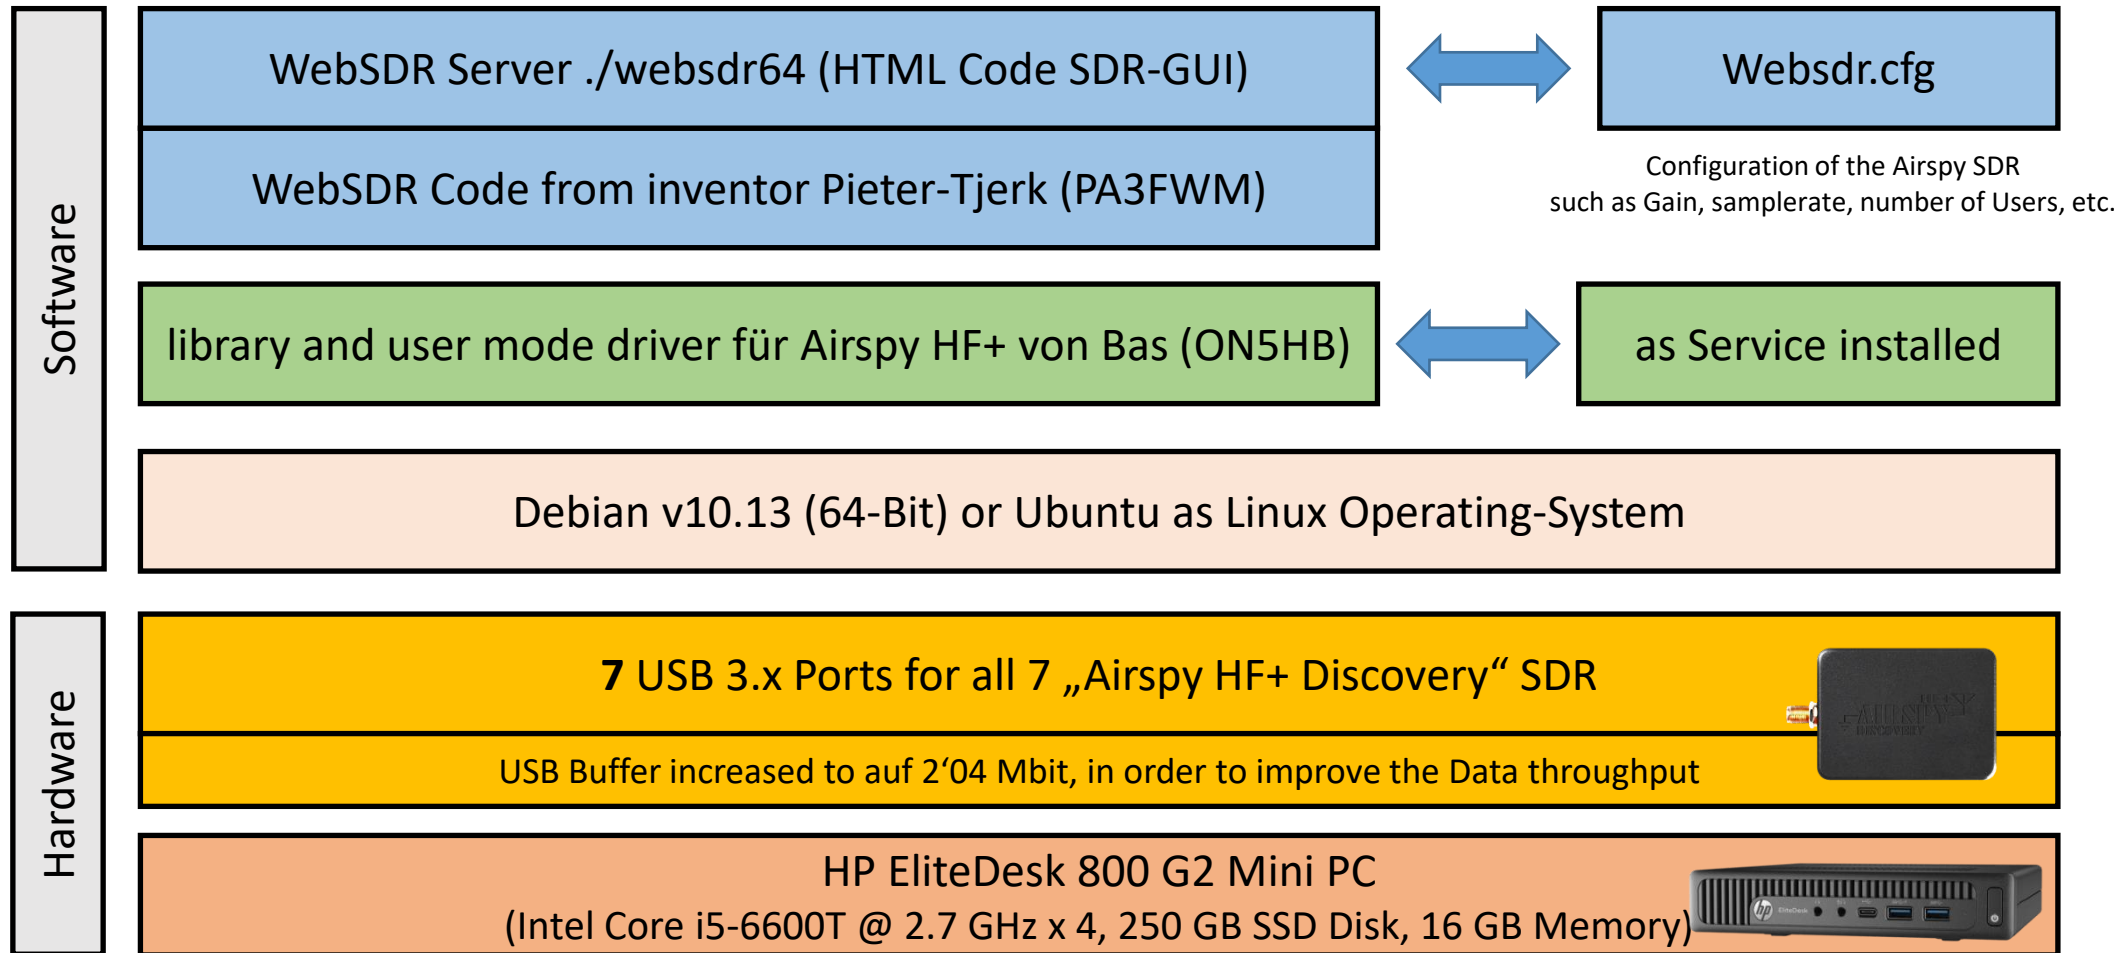 Software
WebSDR Server ./websdr64 (HTML Code SDR-GUI)
Websdr.cfg
WebSDR Code from inventor Pieter-Tjerk (PA3FWM)
Configuration of the Airspy SDR
such as Gain, samplerate, number of Users, etc.
library and user mode driver für Airspy HF+ von Bas (ON5HB)
as Service installed
Debian v10.13 (64-Bit) or Ubuntu as Linux Operating-System
Hardware
7 USB 3.x Ports for all 7 „Airspy HF+ Discovery“ SDR
AIRSPY
DISCOVERY
USB Buffer increased to auf 2‘04 Mbit, in order to improve the Data throughput
HP EliteDesk 800 G2 Mini PC
(Intel Core i5-6600T @ 2.7 GHz x 4, 250 GB SSD Disk, 16 GB Memory)
hp EliteDesk